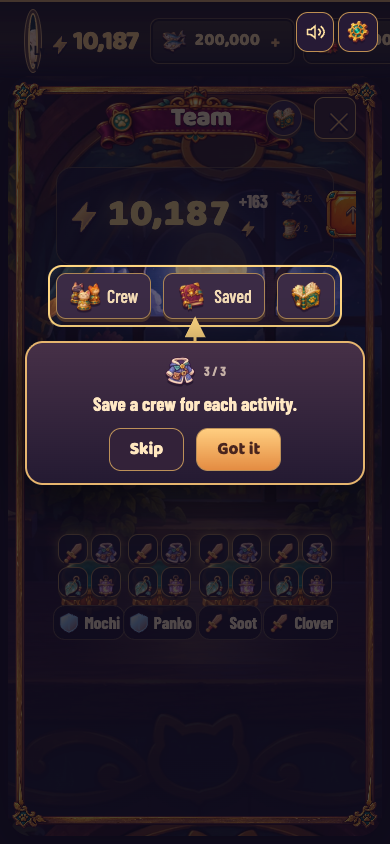 10,187
200,000 +
Team
10,187
+163
Crew
Saved
3 / 3
Save a crew for each activity.
Skip
Got it
Mochi
Panko
Soot
Clover